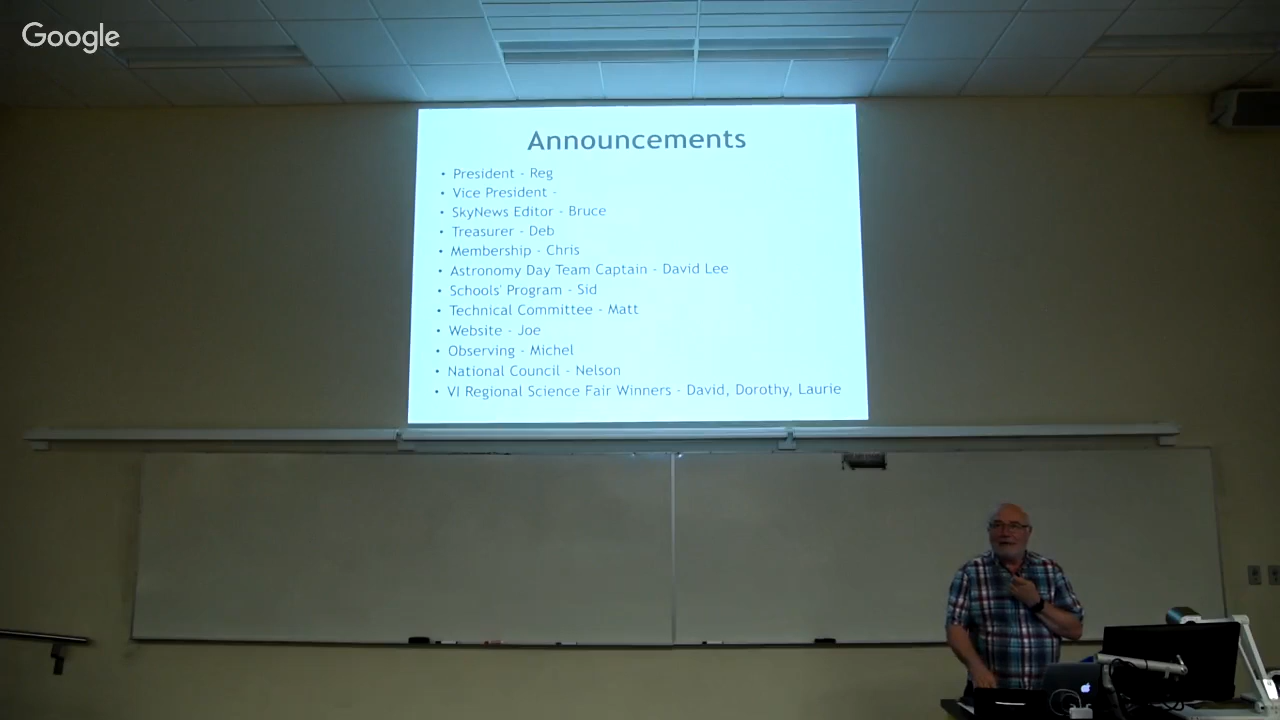 Google
Announcements
• President - Reg
• Vice President -
• SkyNews Editor - Bruce
• Treasurer - Deb
• Membership - Chris
• Astronomy Day Team Captain - David Lee
• Schools' Program - Sid
• Technical Committee - Matt
• Website - Joe
• Observing - Michel
• National Council - Nelson
• VI Regional Science Fair Winners - David, Dorothy, Laurie